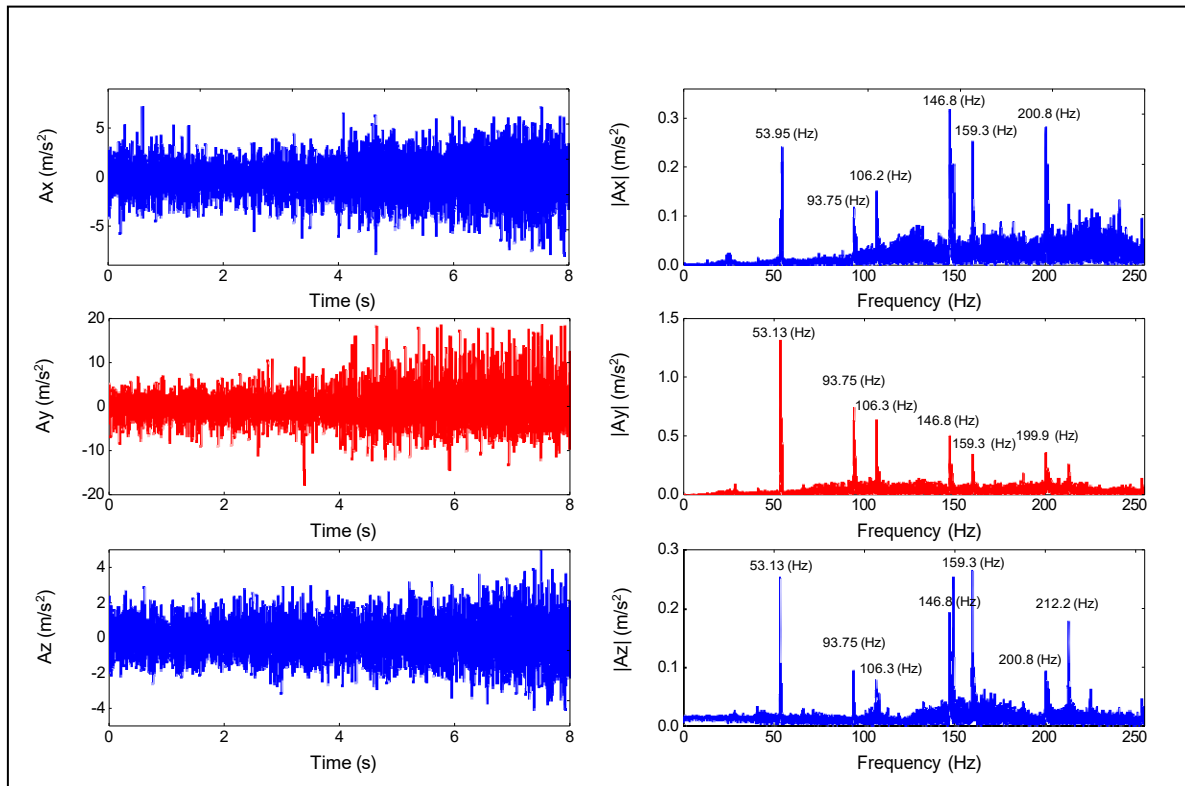 Ax (m/s²)
5
0
-5
0 2 4 6 8
Time (s)
|Ax| (m/s²)
0.3
0.2
0.1
0.0
53.95 (Hz)
93.75 (Hz)
106.2 (Hz)
146.8 (Hz)
159.3 (Hz)
200.8 (Hz)
0 50 100 150 200 250
Frequency (Hz)
Ay (m/s²)
20
10
0
-10
-20
0 2 4 6 8
Time (s)
|Ay| (m/s²)
1.5
1.0
0.5
0.0
53.13 (Hz)
93.75 (Hz)
106.3 (Hz)
146.8 (Hz)
159.3 (Hz)
199.9 (Hz)
0 50 100 150 200 250
Frequency (Hz)
Az (m/s²)
4
2
0
-2
-4
0 2 4 6 8
Time (s)
|Az| (m/s²)
0.3
0.2
0.1
0.0
53.13 (Hz)
93.75 (Hz)
106.3 (Hz)
146.8 (Hz)
159.3 (Hz)
200.8 (Hz)
212.2 (Hz)
0 50 100 150 200 250
Frequency (Hz)